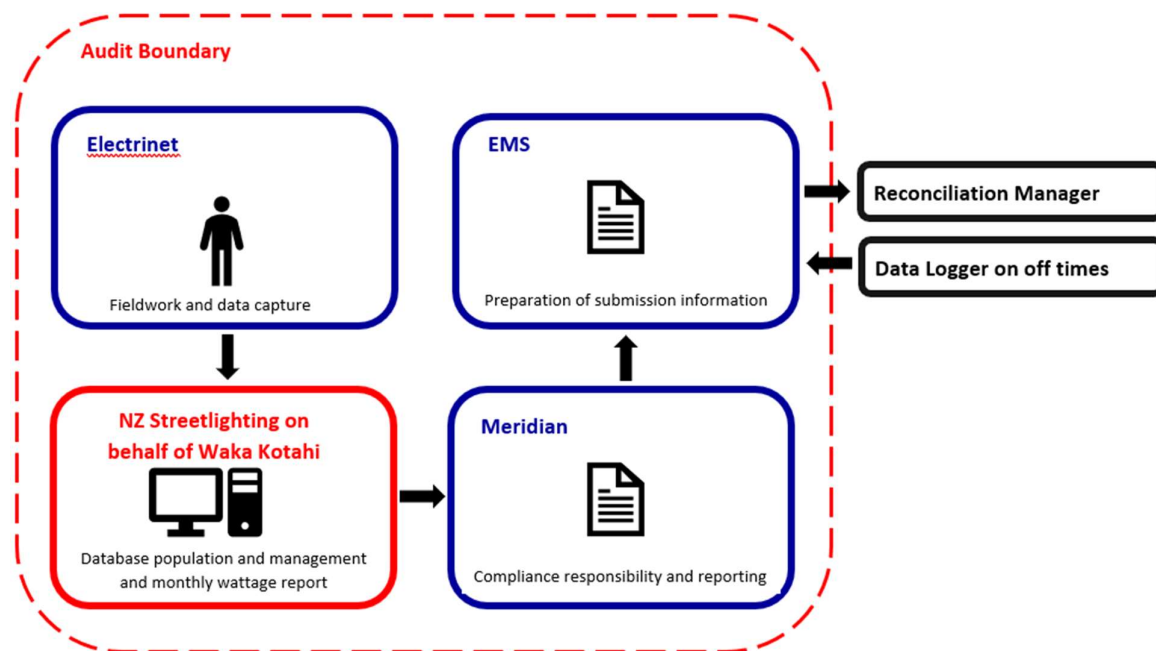 Audit Boundary
Electrinet
Fieldwork and data capture
EMS
Preparation of submission information
Reconciliation Manager
Data Logger on off times
NZ Streetlighting on
behalf of Waka Kotahi
Database population and management
and monthly wattage report
Meridian
Compliance responsibility and reporting